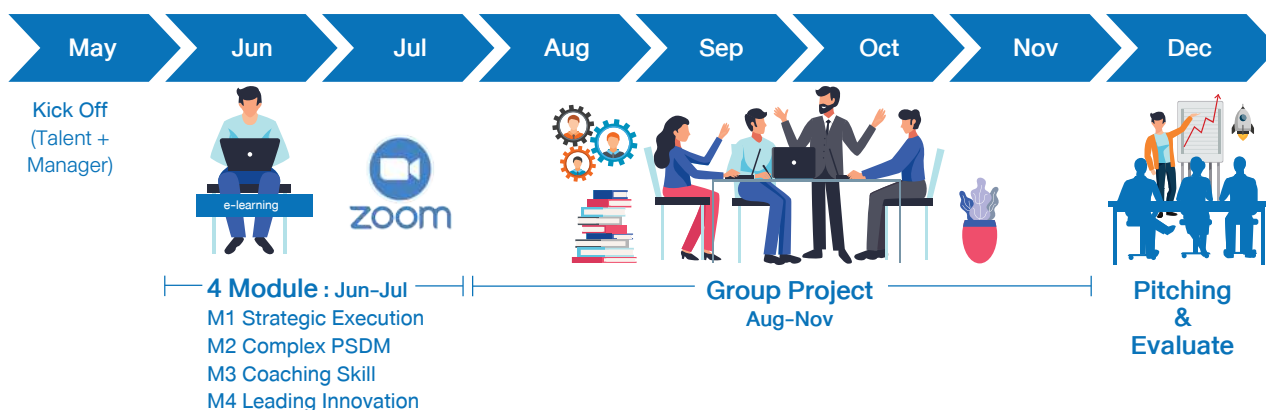 May
Jun
Jul
Aug
Sep
Oct
Nov
Dec
Kick Off
(Talent +
Manager)
e-learning
zoom
4 Module : Jun-Jul
M1 Strategic Execution
M2 Complex PSDM
M3 Coaching Skill
M4 Leading Innovation
Group Project
Aug-Nov
Pitching
&
Evaluate